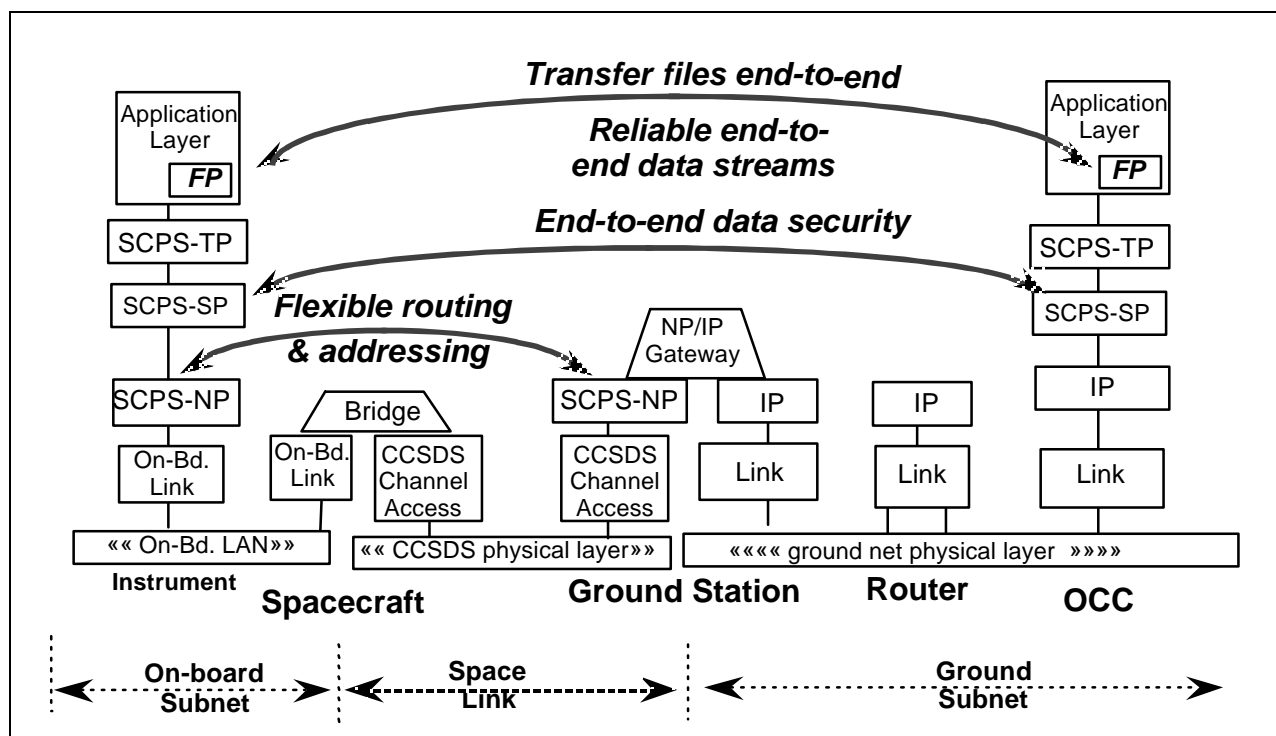 Transfer files end-to-end
Reliable end-to-
end data streams
End-to-end data security
Flexible routing
& addressing
Application
Layer
FP
SCPS-TP
SCPS-SP
SCPS-NP
On-Bd.
Link
Bridge
On-Bd.
Link
CCSDS
Channel
Access
NP/IP
Gateway
SCPS-NP
CCSDS
Channel
Access
IP
Link
IP
Link
Application
Layer
FP
SCPS-TP
SCPS-SP
IP
Link
«« On-Bd. LAN»»
«« CCSDS physical layer»»
«««« ground net physical layer »»»»
Instrument
Spacecraft
Ground Station
Router
OCC
On-board
Subnet
Space
Link
Ground
Subnet